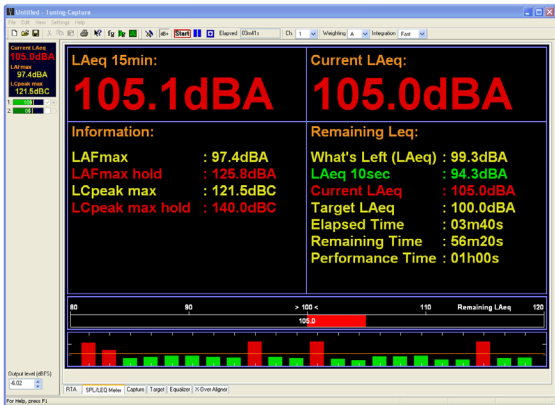 Untitled - Tuning-Capture
File Edit View Settings Help
Start Elapsed 03m41s Ch. 1 Weighting A Integration Fast
Current LAeq
105.0dBA
LAFmax
97.4dBA
LCpeak max
121.5dBC
1:
2:
LAeq 15min:
105.1dBA
Current LAeq:
105.0dBA
Information:
LAFmax : 97.4dBA
LAFmax hold : 125.8dBA
LCpeak max : 121.5dBC
LCpeak max hold : 140.0dBC
Remaining Leq:
What's Left (LAeq) : 99.3dBA
LAeq 10sec : 94.3dBA
Current LAeq : 105.0dBA
Target LAeq : 100.0dBA
Elapsed Time : 03m40s
Remaining Time : 56m20s
Performance Time : 01h00s
80 90 > 100 < 110 Remaining LAeq 120
105.0
Output level (dBFS)
-8.02
RTA SPL/LEQ Meter Capture Target Equalizer X-Over Aligner
For Help, press F1